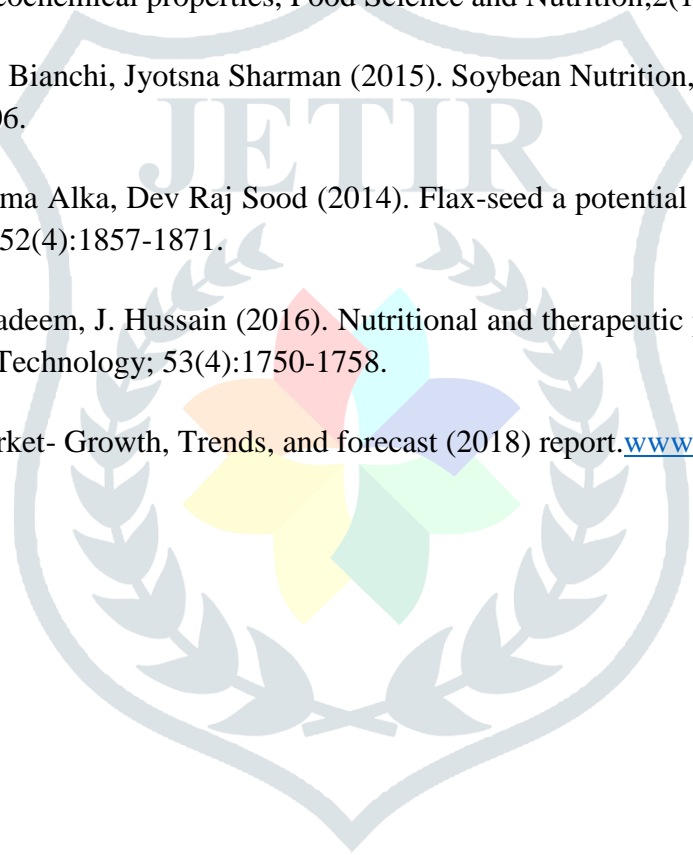 eochemical properties, Food Science and Nutrition,2(1
Bianchi, Jyotsna Sharman (2015). Soybean Nutrition,
06.
ma Alka, Dev Raj Sood (2014). Flax-seed a potential
52(4):1857-1871.
adeem, J. Hussain (2016). Nutritional and therapeutic p
Technology; 53(4):1750-1758.
rket- Growth, Trends, and forecast (2018) report.www
JETIR